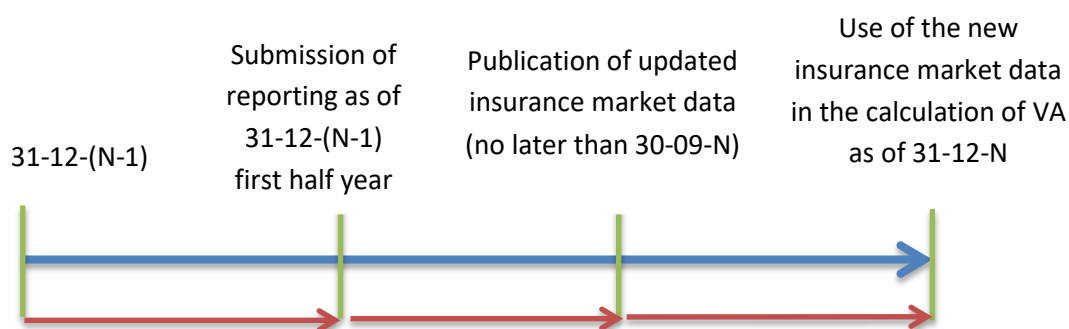 31-12-(N-1)
Submission of
reporting as of
31-12-(N-1)
first half year
Publication of updated
insurance market data
(no later than 30-09-N)
Use of the new
insurance market data
in the calculation of VA
as of 31-12-N